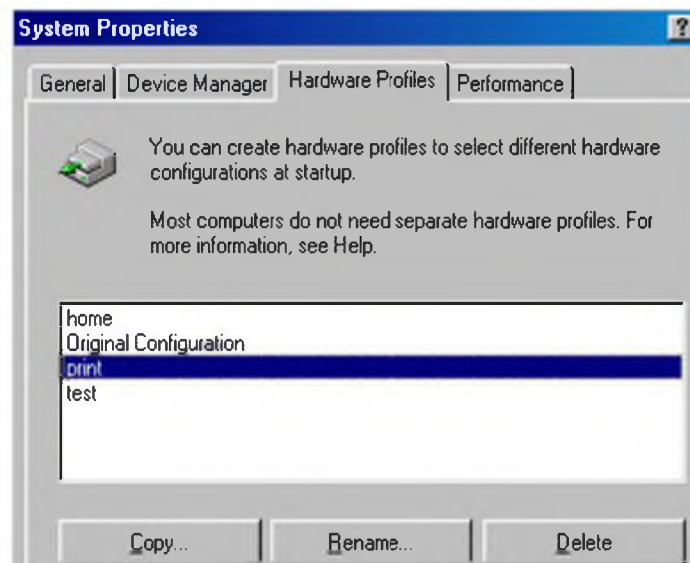 System Properties
?
General Device Manager Hardware Profiles Performance
You can create hardware profiles to select different hardware
configurations at startup.
Most computers do not need separate hardware profiles. For
more information, see Help.
home
Original Configuration
print
test
Copy... Rename... Delete